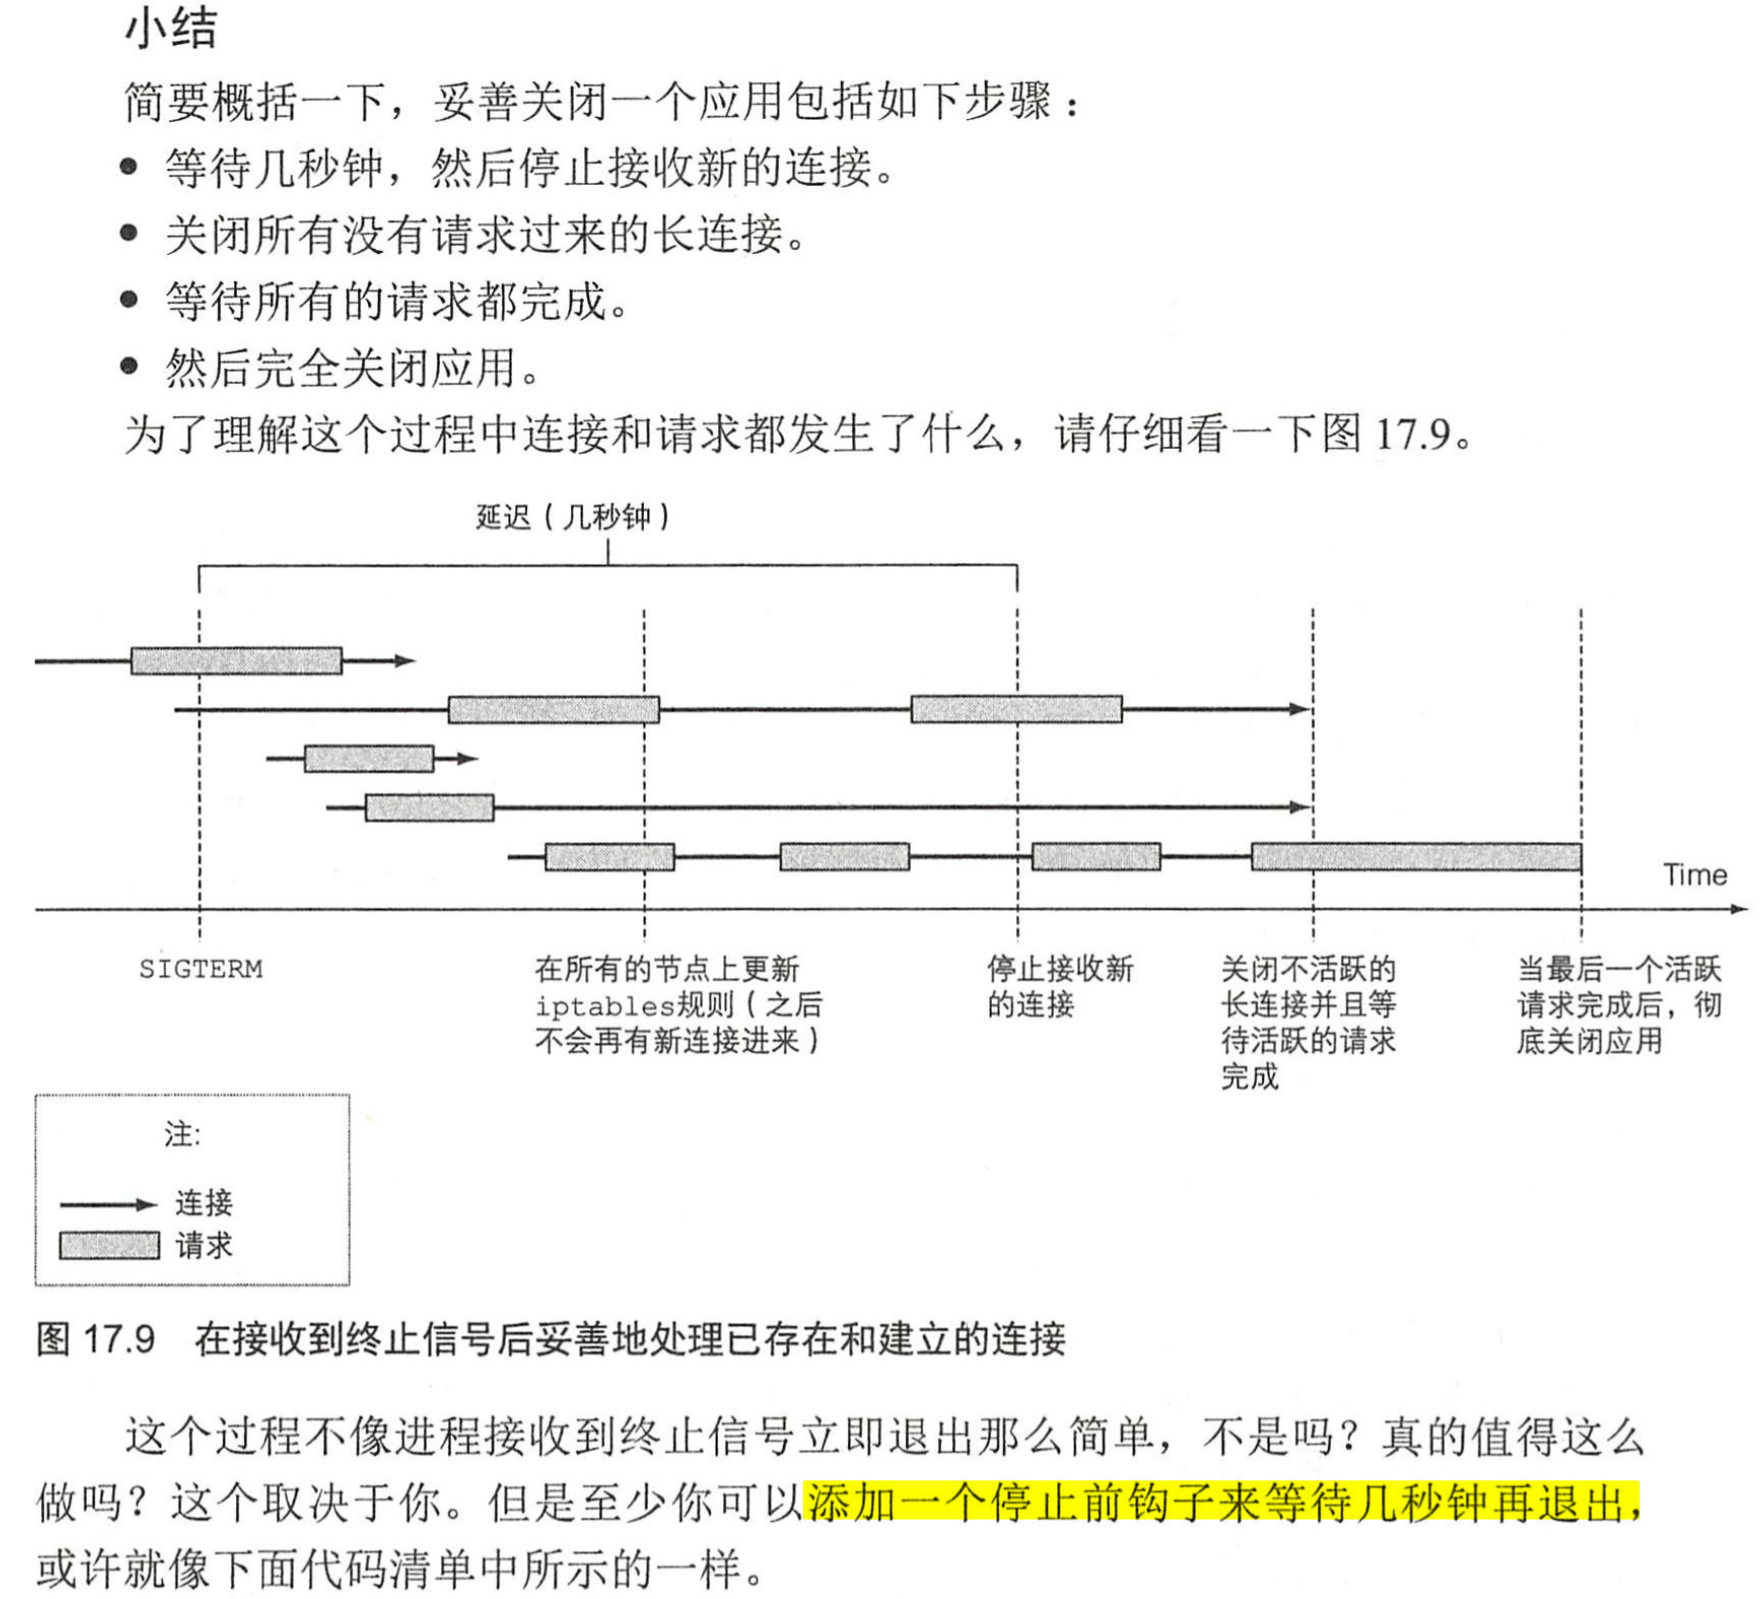 小结
简要概括一下，妥善关闭一个应用包括如下步骤：
● 等待几秒钟，然后停止接收新的连接。
● 关闭所有没有请求过来的长连接。
● 等待所有的请求都完成。
● 然后完全关闭应用。
为了理解这个过程中连接和请求都发生了什么，请仔细看一下图 17.9。
延迟（几秒钟）
Time
SIGTERM
在所有的节点上更新
iptables规则（之后
不会再有新连接进来）
停止接收新
的连接
关闭不活跃的
长连接并且等
待活跃的请求
完成
当最后一个活跃
请求完成后，彻
底关闭应用
注:
连接
请求
图 17.9 在接收到终止信号后妥善地处理已存在和建立的连接
这个过程不像进程接收到终止信号立即退出那么简单，不是吗？真的值得这么
做吗？这个取决于你。但是至少你可以添加一个停止前钩子来等待几秒钟再退出，
或许就像下面代码清单中所示的一样。